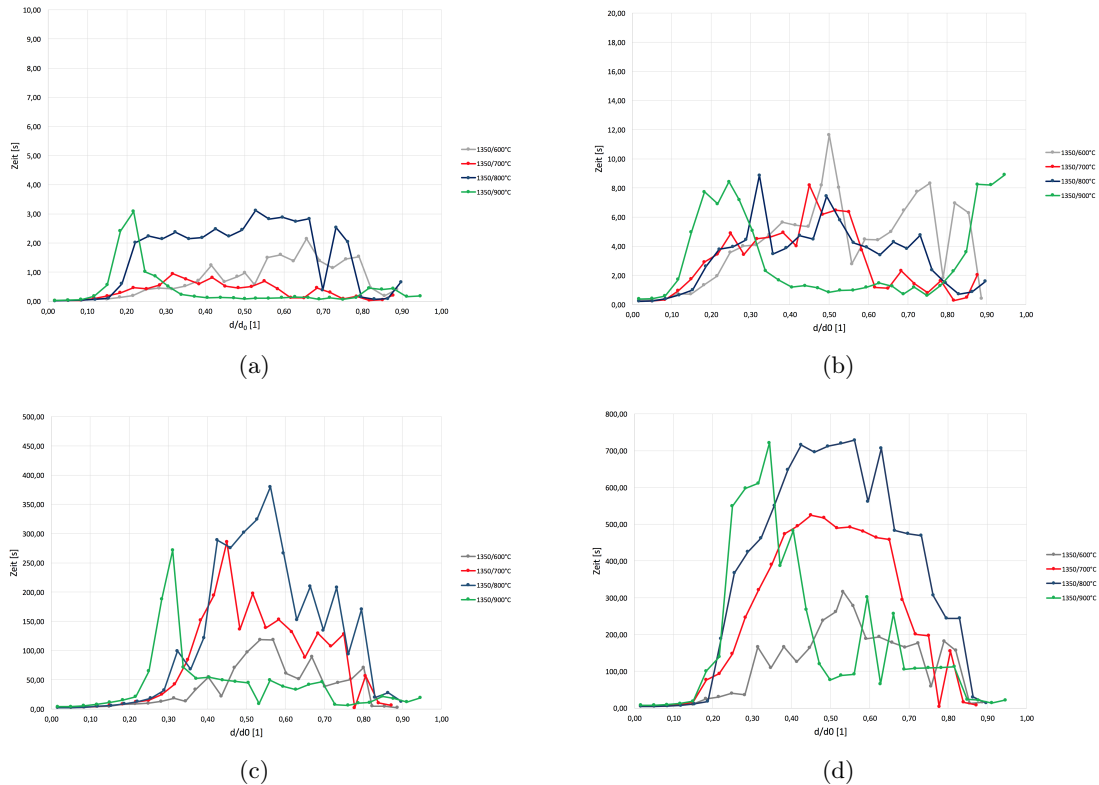 10,00
9,00
8,00
7,00
6,00
5,00
4,00
3,00
2,00
1,00
0,00
Zeit [s]
0,00 0,10 0,20 0,30 0,40 0,50 0,60 0,70 0,80 0,90 1,00
d/d₀ [1]
1350/600°C
1350/700°C
1350/800°C
1350/900°C
(a)
20,00
18,00
16,00
14,00
12,00
10,00
8,00
6,00
4,00
2,00
0,00
Zeit [s]
0,00 0,10 0,20 0,30 0,40 0,50 0,60 0,70 0,80 0,90 1,00
d/d0 [1]
1350/600°C
1350/700°C
1350/800°C
1350/900°C
(b)
500,00
450,00
400,00
350,00
300,00
250,00
200,00
150,00
100,00
50,00
0,00
Zeit [s]
0,00 0,10 0,20 0,30 0,40 0,50 0,60 0,70 0,80 0,90 1,00
d/d0 [1]
1350/600°C
1350/700°C
1350/800°C
1350/900°C
(c)
800,00
700,00
600,00
500,00
400,00
300,00
200,00
100,00
0,00
Zeit [s]
0,00 0,10 0,20 0,30 0,40 0,50 0,60 0,70 0,80 0,90 1,00
d/d0 [1]
1350/600°C
1350/700°C
1350/800°C
1350/900°C
(d)